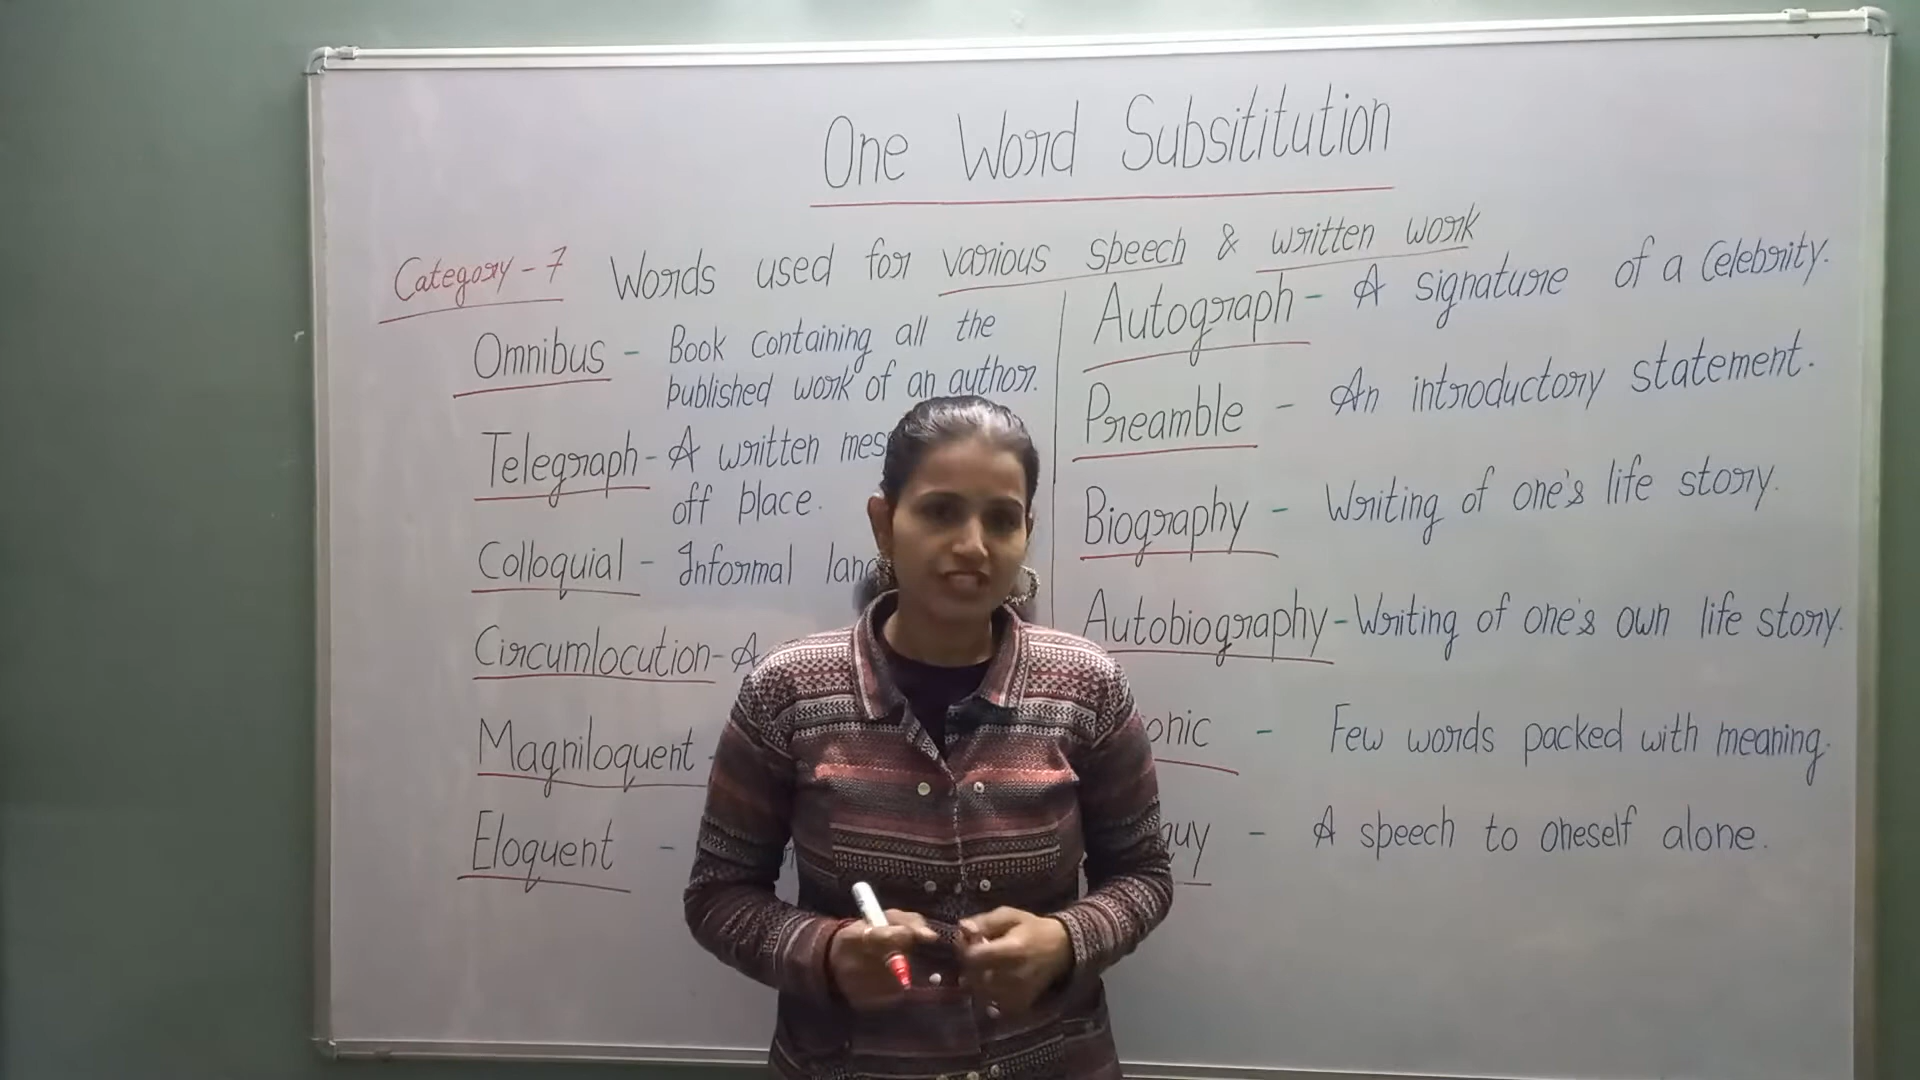 One Word Subsititution
Category - 7 Words used for various speech & written work
Omnibus - Book containing all the
published work of an author.
Telegraph - A written
off place.
Colloquial - Informal
Circumlocution - A
Magniloquent -
Eloquent -
Autograph - A signature of a Celebrity.
Preamble - An introductory statement.
Biography - Writing of one's life story.
Autobiography - Writing of one's own life story.
- Few words packed with meaning.
- A speech to oneself alone.